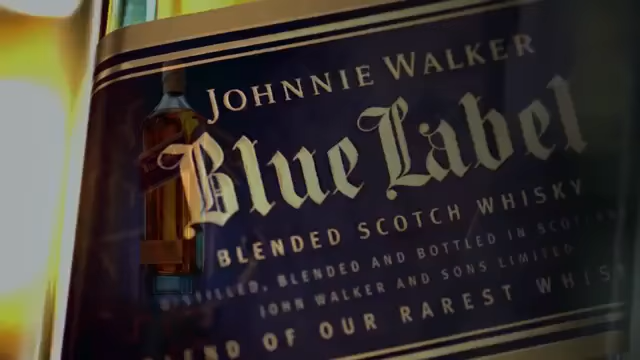 JOHNNIE WALKER
Blue Label
BLENDED SCOTCH WHISKY
DISTILLED, BLENDED AND BOTTLED IN
JOHN WALKER AND SONS LIMITED
OF OUR RAREST